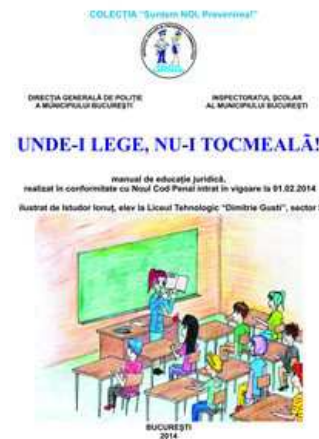 COLECȚIA "Suntem NOI, Prevenirea!"
DIRECȚIA GENERALĂ DE POLIȚIE
A MUNICIPIULUI BUCUREȘTI
INSPECTORATUL ȘCOLAR
AL MUNICIPIULUI BUCUREȘTI
UNDE-I LEGE, NU-I TOCMEALĂ!
manual de educație juridică,
realizat în conformitate cu Noul Cod Penal intrat în vigoare la 01.02.2014
ilustrat de Istudor Ionuț, elev la Liceul Tehnologic "Dimitrie Gusti", sector
BUCUREȘTI
2014